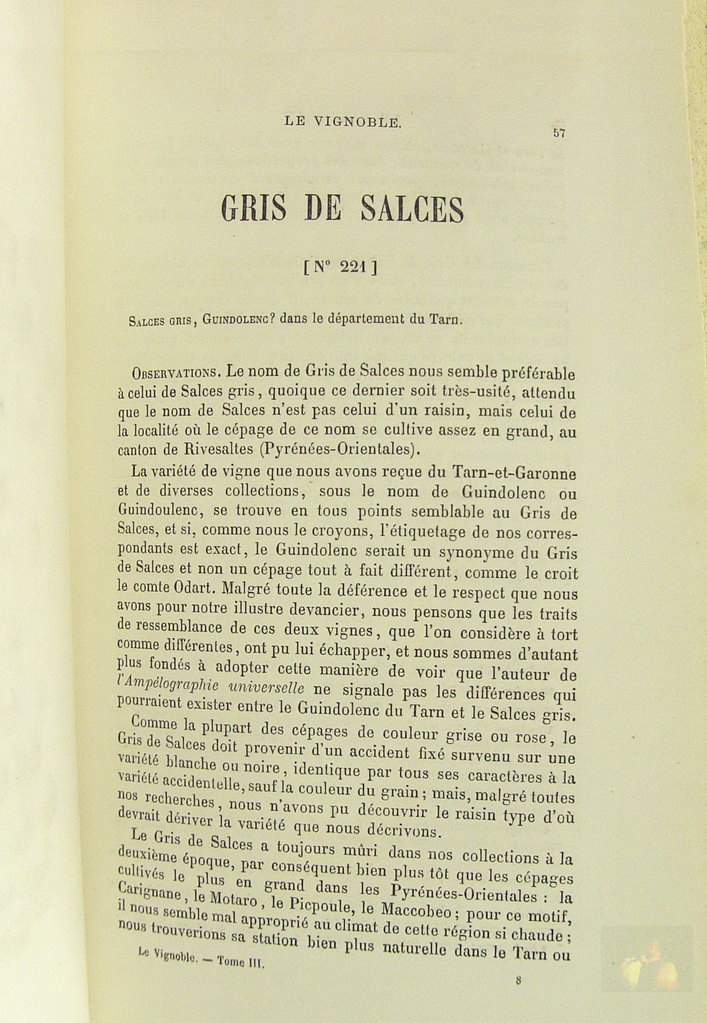 LE VIGNOBLE.
57
GRIS DE SALCES
[ N° 221 ]
SALCES GRIS, GUINDOLENC? dans le département du Tarn.
OBSERVATIONS. Le nom de Gris de Salces nous semble préférable
à celui de Salces gris, quoique ce dernier soit très-usité, attendu
que le nom de Salces n'est pas celui d'un raisin, mais celui de
la localité où le cépage de ce nom se cultive assez en grand, au
canton de Rivesaltes (Pyrénées-Orientales).
La variété de vigne que nous avons reçue du Tarn-et-Garonne
et de diverses collections, sous le nom de Guindolenc ou
Guindoulenc, se trouve en tous points semblable au Gris de
Salces, et si, comme nous le croyons, l'étiquetage de nos corres-
pondants est exact, le Guindolenc serait un synonyme du Gris
de Salces et non un cépage tout à fait différent, comme le croit
le comte Odart. Malgré toute la déférence et le respect que nous
avons pour notre illustre devancier, nous pensons que les traits
de ressemblance de ces deux vignes, que l'on considère à tort
comme différentes, ont pu lui échapper, et nous sommes d'autant
plus fondés à adopter cette manière de voir que l'auteur de
l'Ampélographie universelle ne signale pas les différences qui
pourraient exister entre le Guindolenc du Tarn et le Salces gris.
Comme la plupart des cépages de couleur grise ou rose, le
Gris de Salces doit provenir d'un accident fixé survenu sur une
variété blanche ou noire, identique par tous ses caractères à la
variété accidentelle, sauf la couleur du grain; mais, malgré toutes
nos recherches, nous n'avons pu découvrir le raisin type d'où
devrait dériver la variété que nous décrivons.
Le Gris de Salces a toujours mûri dans nos collections à la
deuxième époque, par conséquent bien plus tôt que les cépages
cultivés le plus en grand dans les Pyrénées-Orientales : la
Carignane, le Motaro, le Picpoule, le Maccobeo; pour ce motif,
il nous semble mal approprié au climat de cette région si chaude;
nous trouverions sa station bien plus naturelle dans le Tarn ou
Le Vignoble. — Tome III.
8